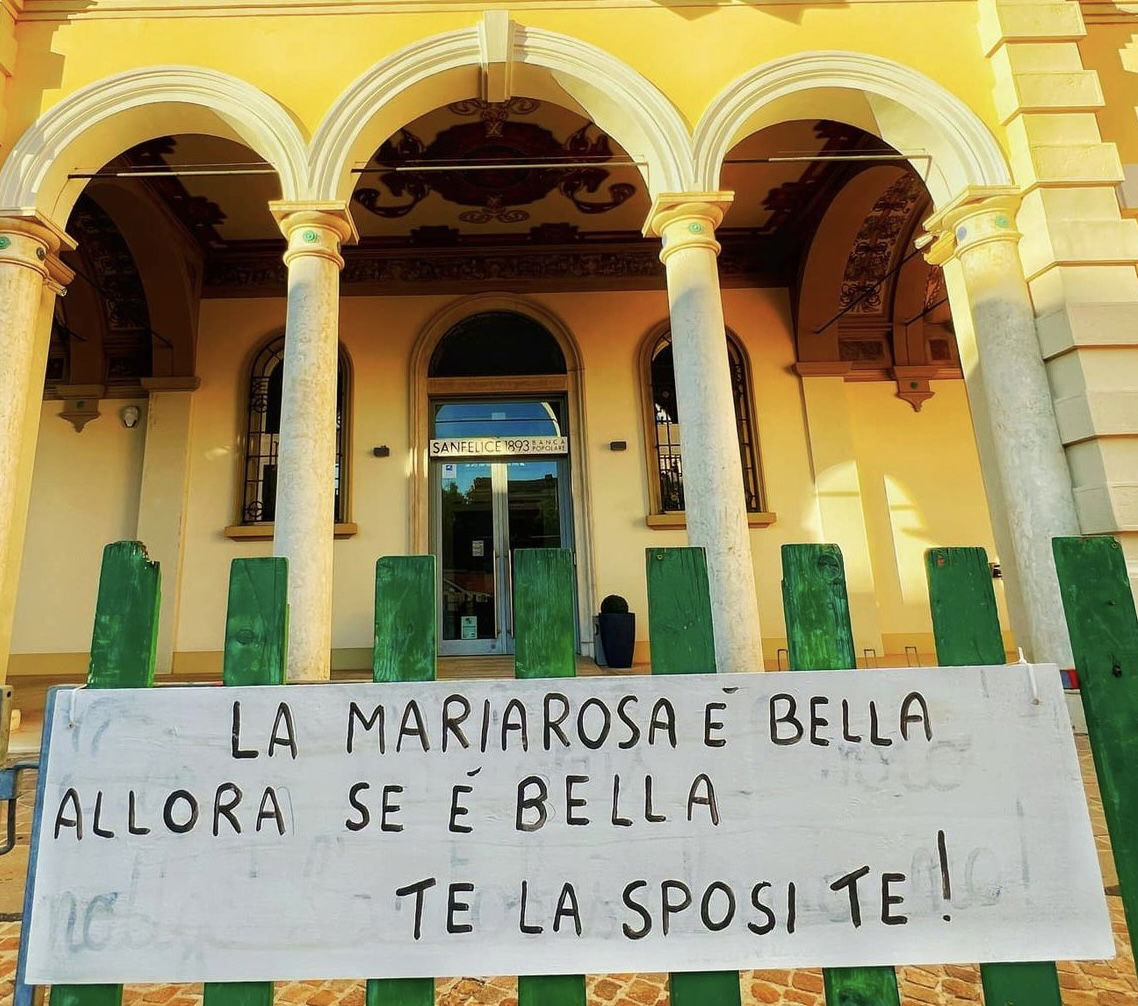 SANFELICE 1893 BANCA
POPOLARE
LA MARIAROSA É BELLA
ALLORA SE É BELLA
TE LA SPOSI TE!